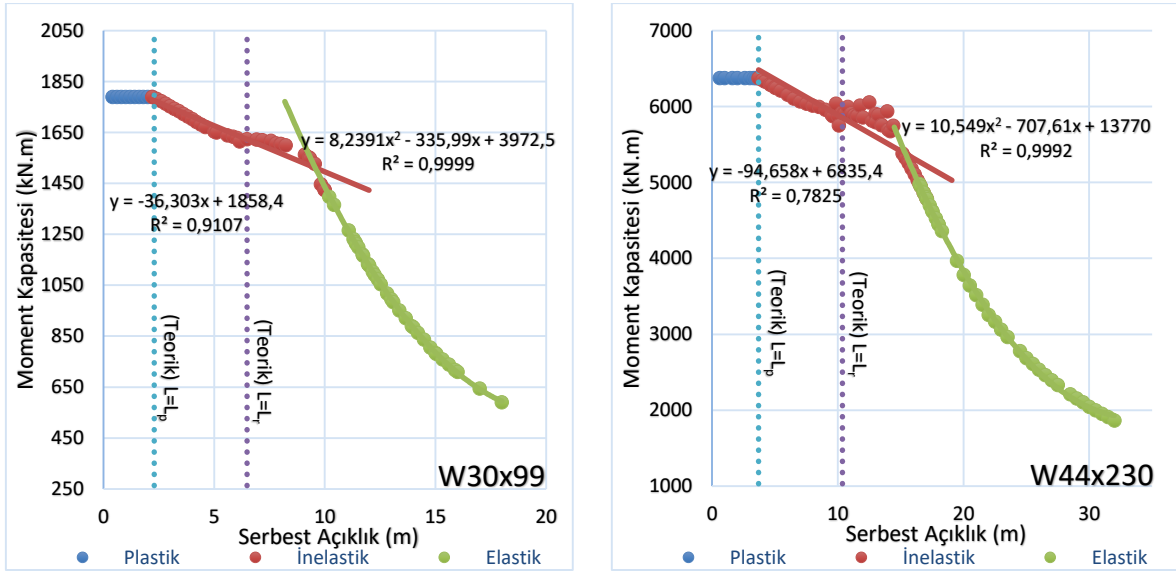 Moment Kapasitesi (kN.m)
2050
1850
1650
1450
1250
1050
850
650
450
250
y = 8,2391x² - 335,99x + 3972,5
R² = 0,9999
y = -36,303x + 1858,4
R² = 0,9107
(Teorik) L=Lp
(Teorik) L=Lr
W30x99
0 5 10 15 20
Serbest Açıklık (m)
Plastik İnelastik Elastik
Moment Kapasitesi (kN.m)
7000
6000
5000
4000
3000
2000
1000
y = 10,549x² - 707,61x + 13770
R² = 0,9992
y = -94,658x + 6835,4
R² = 0,7825
(Teorik) L=Lp
(Teorik) L=Lr
W44x230
0 10 20 30
Serbest Açıklık (m)
Plastik İnelastik Elastik